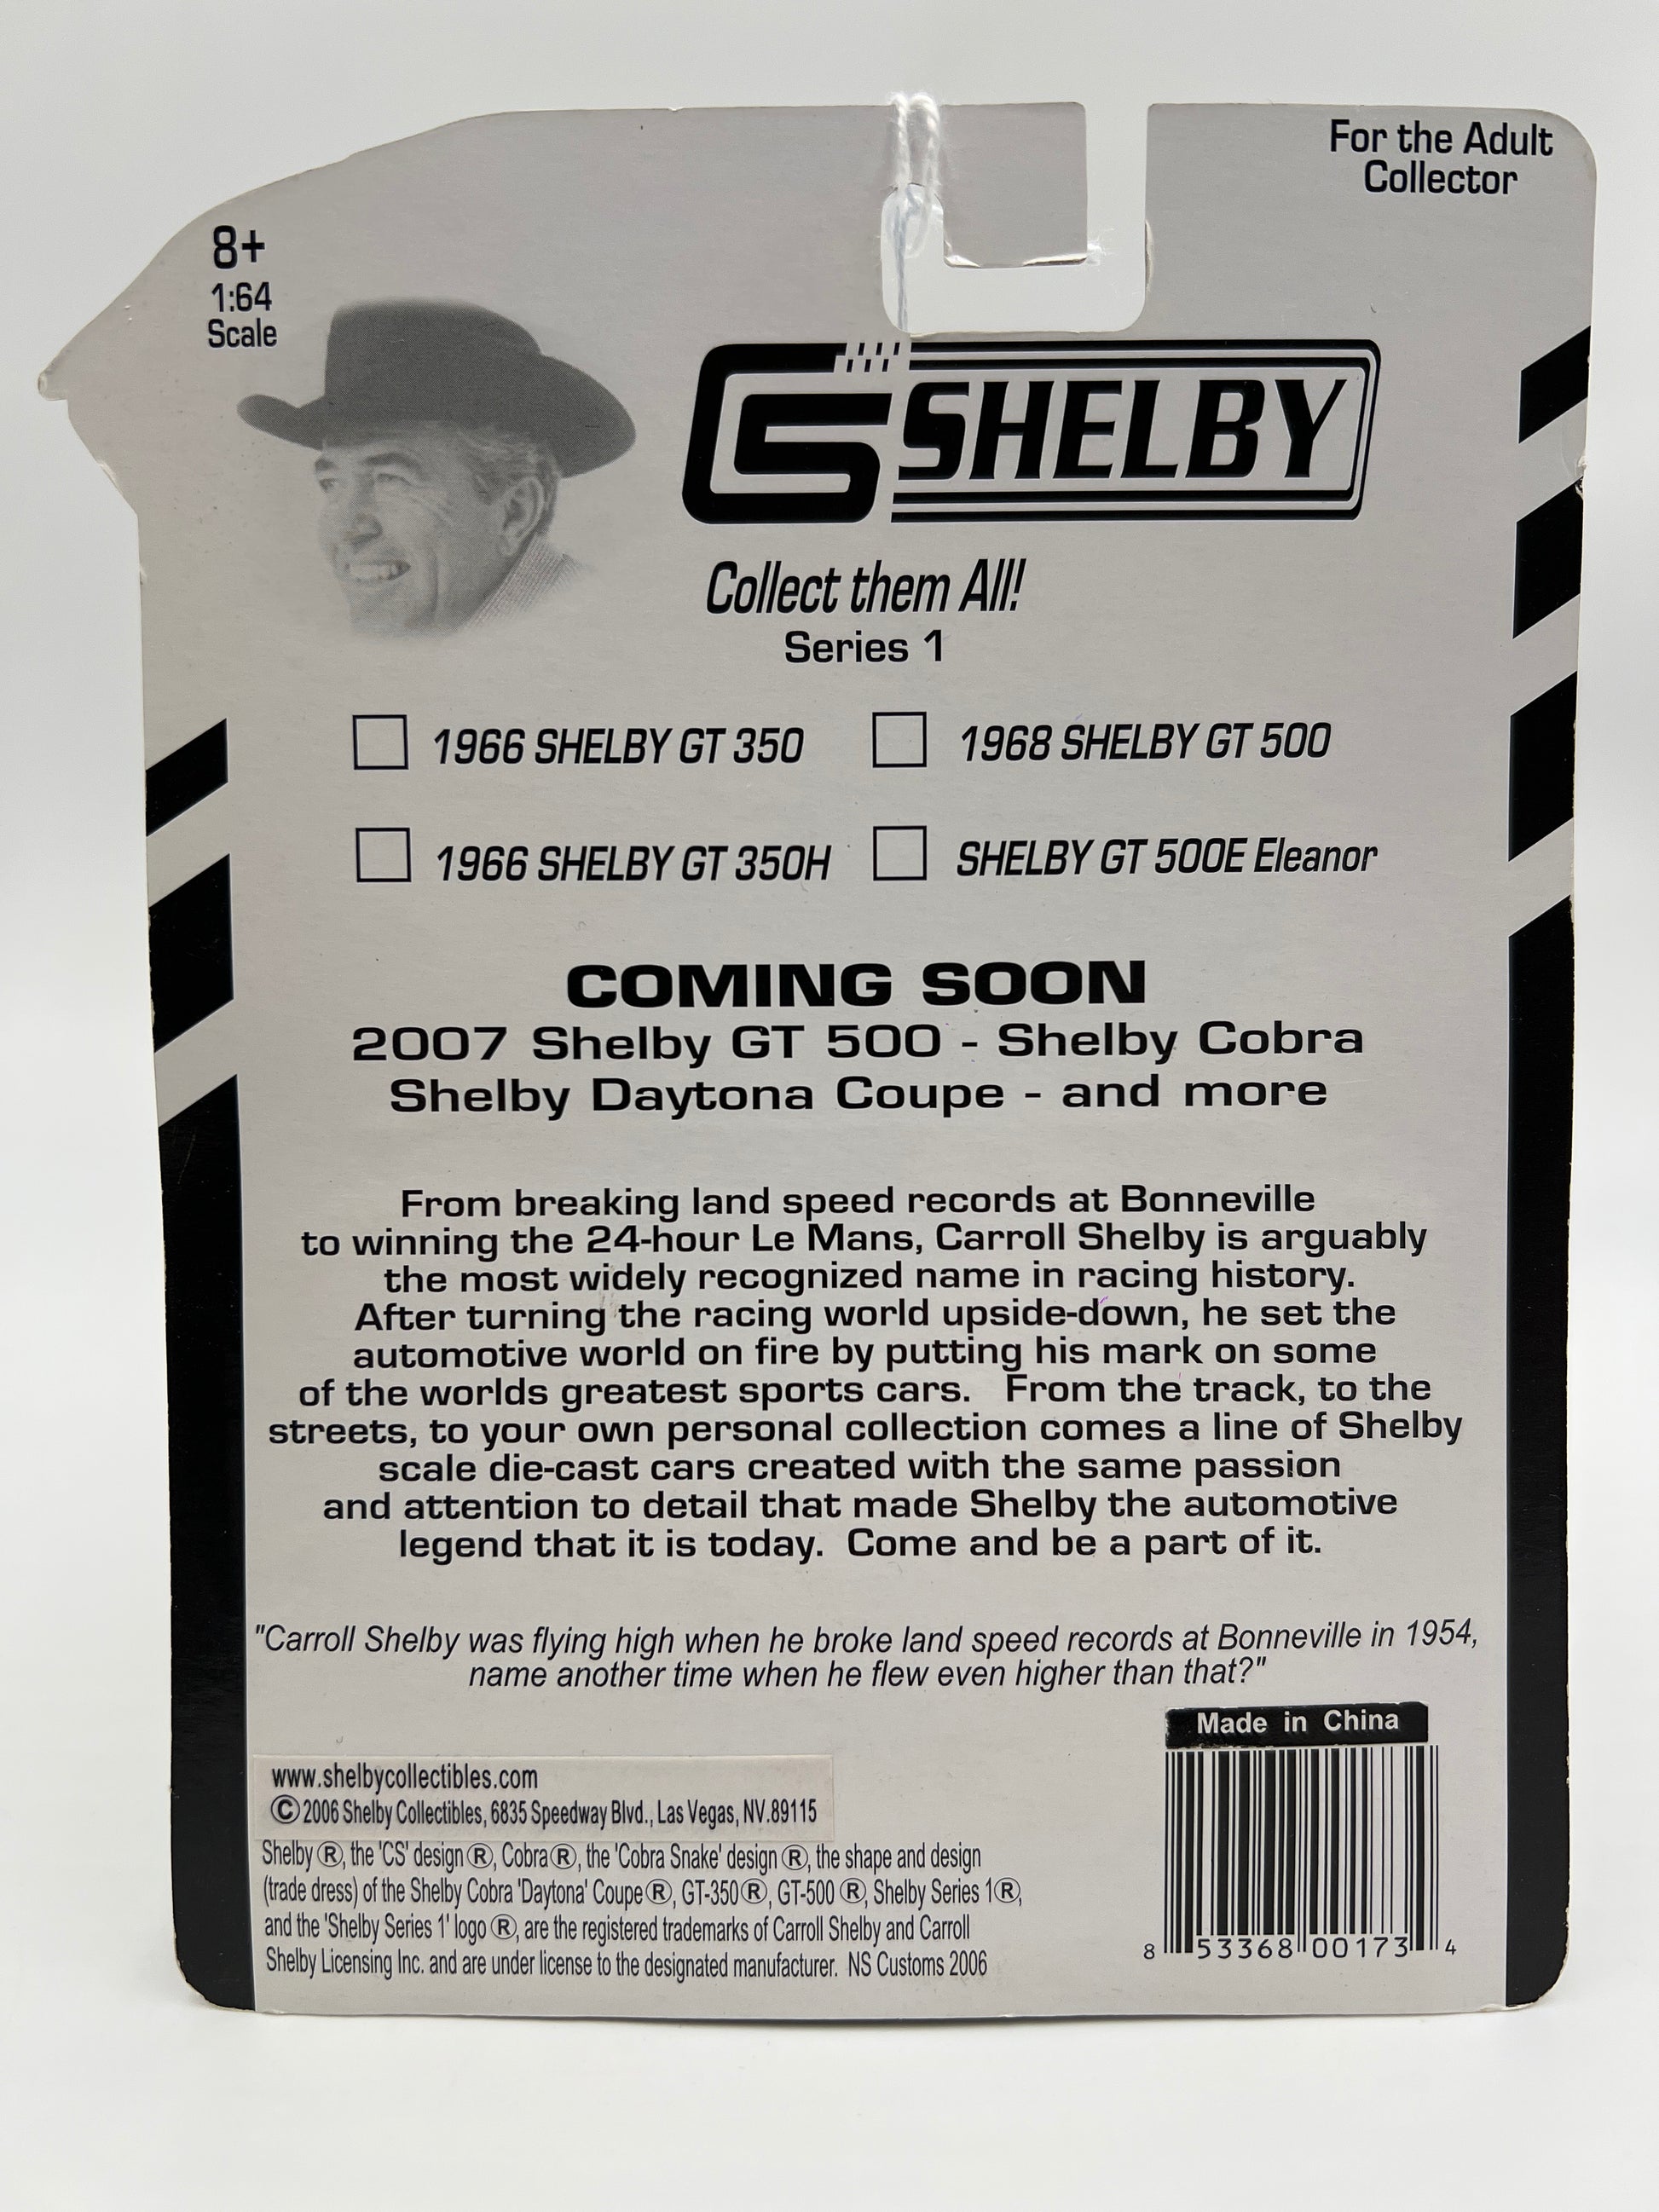 For the Adult
Collector
8+
1:64
Scale
CS SHELBY
Collect them All!
Series 1
1966 SHELBY GT 350
1968 SHELBY GT 500
1966 SHELBY GT 350H
SHELBY GT 500E Eleanor
COMING SOON
2007 Shelby GT 500 - Shelby Cobra
Shelby Daytona Coupe - and more
From breaking land speed records at Bonneville
to winning the 24-hour Le Mans, Carroll Shelby is arguably
the most widely recognized name in racing history.
After turning the racing world upside-down, he set the
automotive world on fire by putting his mark on some
of the worlds greatest sports cars. From the track, to the
streets, to your own personal collection comes a line of Shelby
scale die-cast cars created with the same passion
and attention to detail that made Shelby the automotive
legend that it is today. Come and be a part of it.
"Carroll Shelby was flying high when he broke land speed records at Bonneville in 1954,
name another time when he flew even higher than that?"
Made in China
www.shelbycollectibles.com
© 2006 Shelby Collectibles, 6835 Speedway Blvd., Las Vegas, NV.89115
Shelby ®, the 'CS' design ®, Cobra ®, the 'Cobra Snake' design ®, the shape and design
(trade dress) of the Shelby Cobra 'Daytona' Coupe ®, GT-350 ®, GT-500 ®, Shelby Series 1 ®,
and the 'Shelby Series 1' logo ®, are the registered trademarks of Carroll Shelby and Carroll
Shelby Licensing Inc. and are under license to the designated manufacturer. NS Customs 2006
8 53368 00173 4